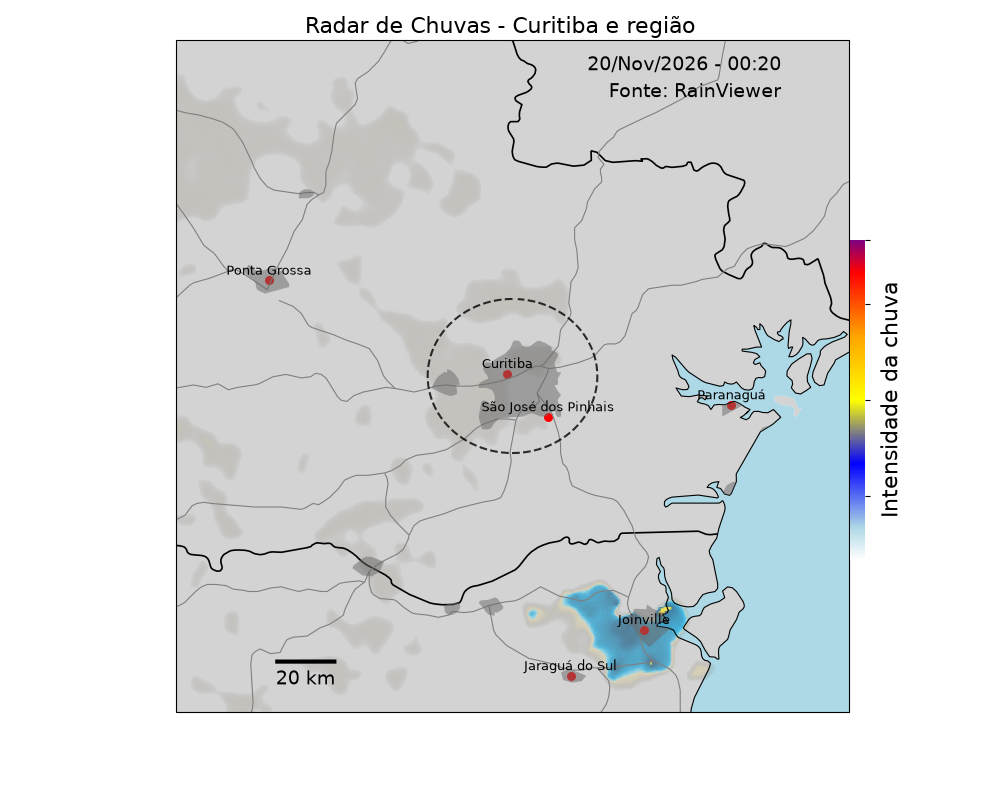 Radar de Chuvas - Curitiba e região
20/Nov/2026 - 00:20
Fonte: RainViewer
Ponta Grossa
Curitiba
São José dos Pinhais
Paranaguá
Intensidade da chuva
Joinville
Jaraguá do Sul
20 km